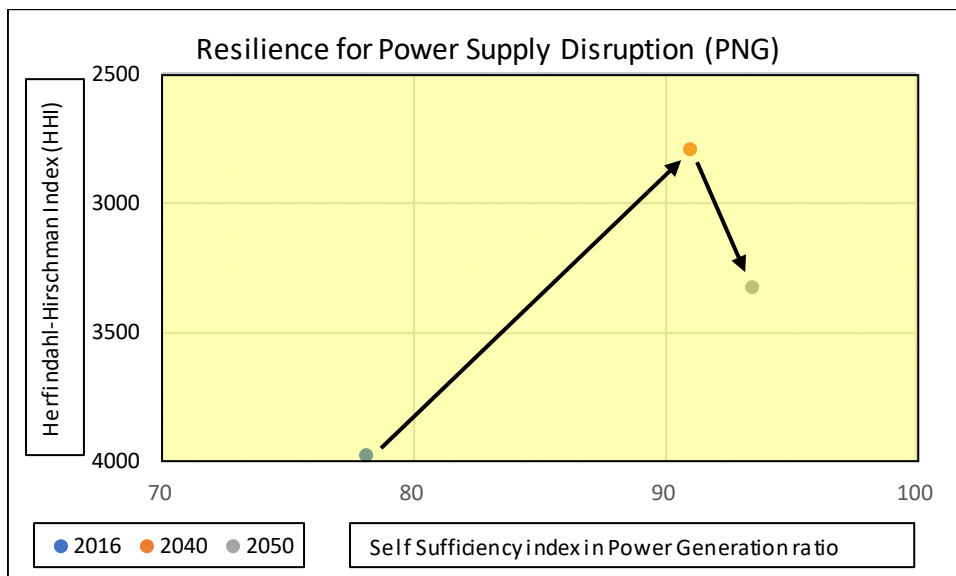 Resilience for Power Supply Disruption (PNG)
Herfindahl-Hirschman Index (HHI)
2500
3000
3500
4000
70 80 90 100
2016 2040 2050
Self Sufficiency index in Power Generation ratio